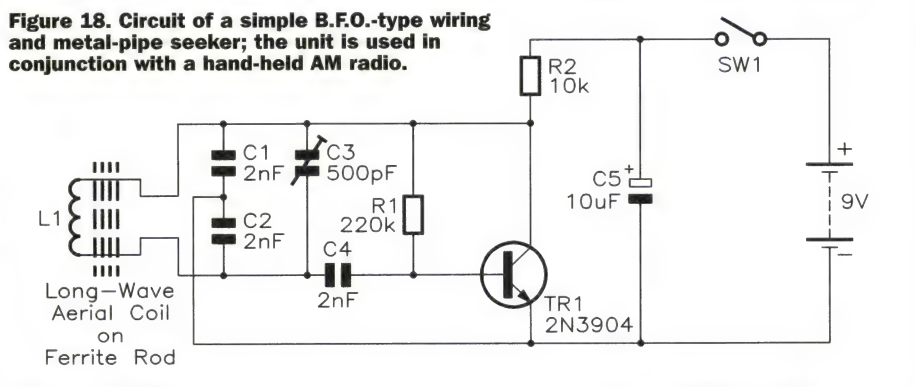 Figure 18. Circuit of a simple B.F.O.-type wiring
and metal-pipe seeker; the unit is used in
conjunction with a hand-held AM radio.
R2
10k
SW1
C1
2nF
C3
500pF
C5
10uF
+
+
9V
−
L1
C2
2nF
R1
220k
C4
2nF
TR1
2N3904
Long–Wave
Aerial Coil
on
Ferrite Rod